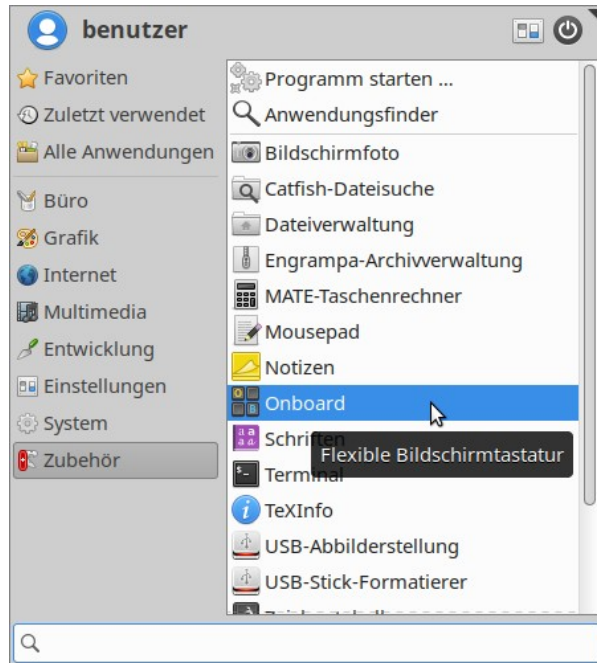 benutzer
Favoriten
Zuletzt verwendet
Alle Anwendungen
Büro
Grafik
Internet
Multimedia
Entwicklung
Einstellungen
System
Zubehör
Programm starten ...
Anwendungsfinder
Bildschirmfoto
Catfish-Dateisuche
Dateiverwaltung
Engrampa-Archivverwaltung
MATE-Taschenrechner
Mousepad
Notizen
Onboard
Schriften
Flexible Bildschirmtastatur
Terminal
TeXInfo
USB-Abbilderstellung
USB-Stick-Formatierer